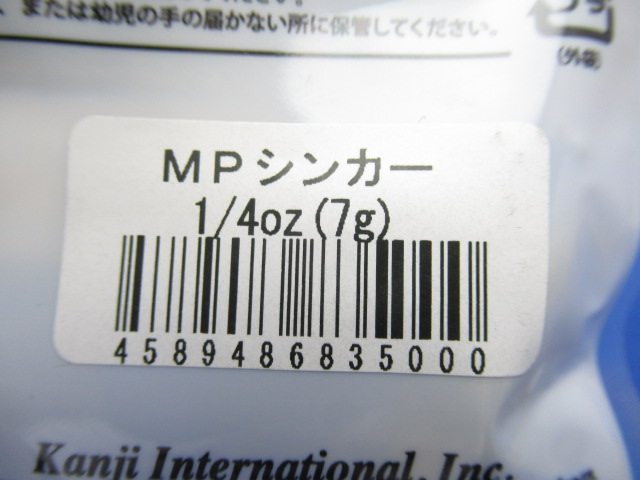 または幼児の手の届かない所に保管してください。
(外袋)
MPシンカー
1/4oz(7g)
4589486835000
Kanji International, Inc.